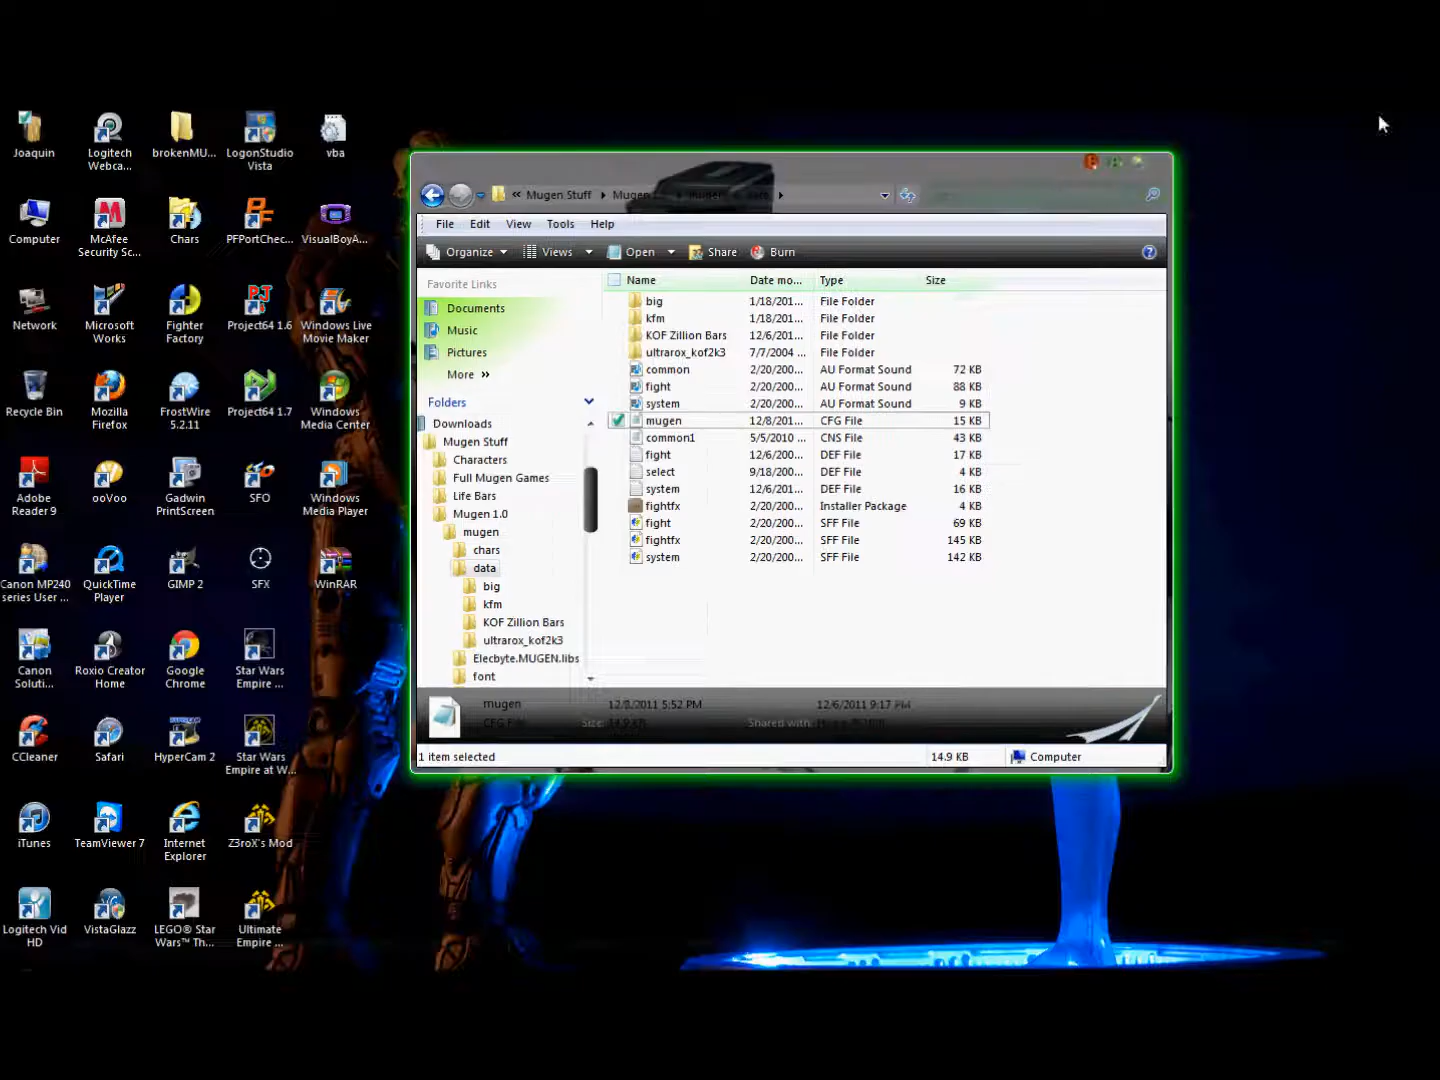 Joaquin
Logitech Webca...
brokenMU...
LogonStudio Vista
vba
Computer
McAfee Security Sc...
Chars
PFPortChec...
VisualBoyA...
Network
Microsoft Works
Fighter Factory
Project64 1.6
Windows Live Movie Maker
Recycle Bin
Mozilla Firefox
FrostWire 5.2.11
Project64 1.7
Windows Media Center
Adobe Reader 9
ooVoo
Gadwin PrintScreen
SFO
Windows Media Player
Canon MP240 series User ...
QuickTime Player
GIMP 2
SFX
WinRAR
Canon Soluti...
Roxio Creator Home
Google Chrome
Star Wars Empire ...
CCleaner
Safari
HyperCam 2
Star Wars Empire at W...
iTunes
TeamViewer 7
Internet Explorer
Z3roX's Mod
Logitech Vid HD
VistaGlazz
LEGO® Star Wars™ Th...
Ultimate Empire ...
« Mugen Stuff
File Edit View Tools Help
Organize Views Open Share Burn
Favorite Links
Documents
Music
Pictures
More »
Folders
Downloads
Mugen Stuff
Characters
Full Mugen Games
Life Bars
Mugen 1.0
mugen
chars
data
big
kfm
KOF Zillion Bars
ultrarox_kof2k3
Elecbyte.MUGEN.libs
font
Name Date mo... Type Size
big 1/18/201... File Folder
kfm 1/18/201... File Folder
KOF Zillion Bars 12/6/201... File Folder
ultrarox_kof2k3 7/7/2004 ... File Folder
common 2/20/200... AU Format Sound 72 KB
fight 2/20/200... AU Format Sound 88 KB
system 2/20/200... AU Format Sound 9 KB
mugen 12/8/201... CFG File 15 KB
common1 5/5/2010 ... CNS File 43 KB
fight 12/6/201... DEF File 17 KB
select 9/18/200... DEF File 4 KB
system 12/6/201... DEF File 16 KB
fightfx 2/20/200... Installer Package 4 KB
fight 2/20/200... SFF File 69 KB
fightfx 2/20/200... SFF File 145 KB
system 2/20/200... SFF File 142 KB
mugen 12/8/2011 5:52 PM 12/6/2011 9:17 PM
CFG File Size: 14.9 KB Shared with:
1 item selected 14.9 KB Computer